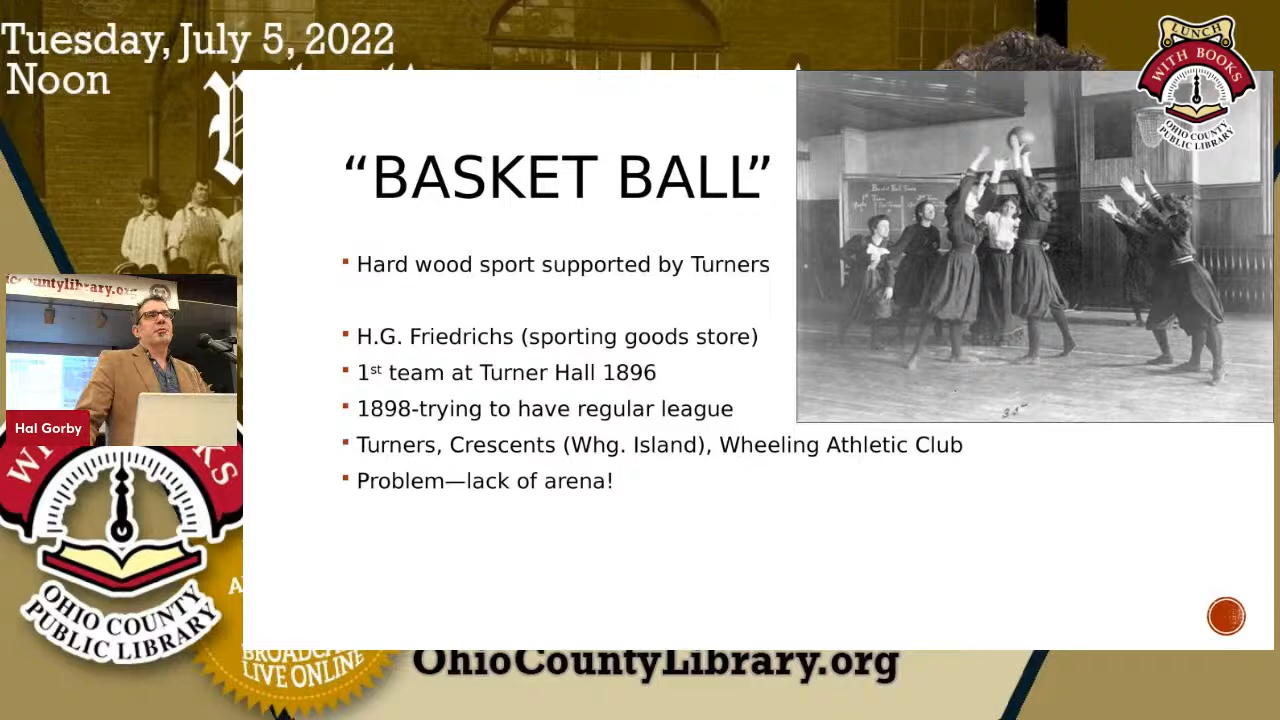 Tuesday, July 5, 2022
Noon
LUNCH
WITH BOOKS
OHIO COUNTY
PUBLIC LIBRARY
“BASKET BALL”
Basket Ball Team
▪ Hard wood sport supported by Turners
▪ H.G. Friedrichs (sporting goods store)
▪ 1st team at Turner Hall 1896
▪ 1898-trying to have regular league
▪ Turners, Crescents (Whg. Island), Wheeling Athletic Club
▪ Problem—lack of arena!
Hal Gorby
OHIO COUNTY
PUBLIC LIBRARY
LIVE ONLINE
OhioCountyLibrary.org